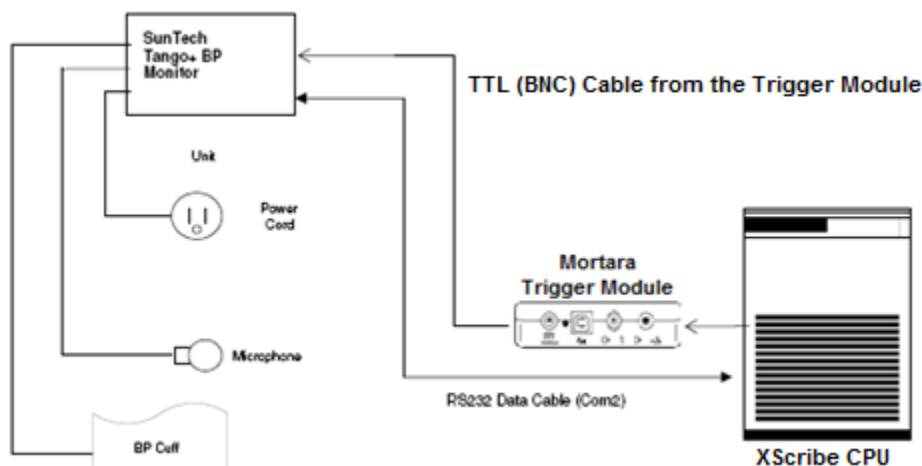 SunTech
Tango+ BP
Monitor
TTL (BNC) Cable from the Trigger Module
Unit
Power
Cord
Mortara
Trigger Module
Microphone
RS232 Data Cable (Com2)
BP Cuff
XScribe CPU